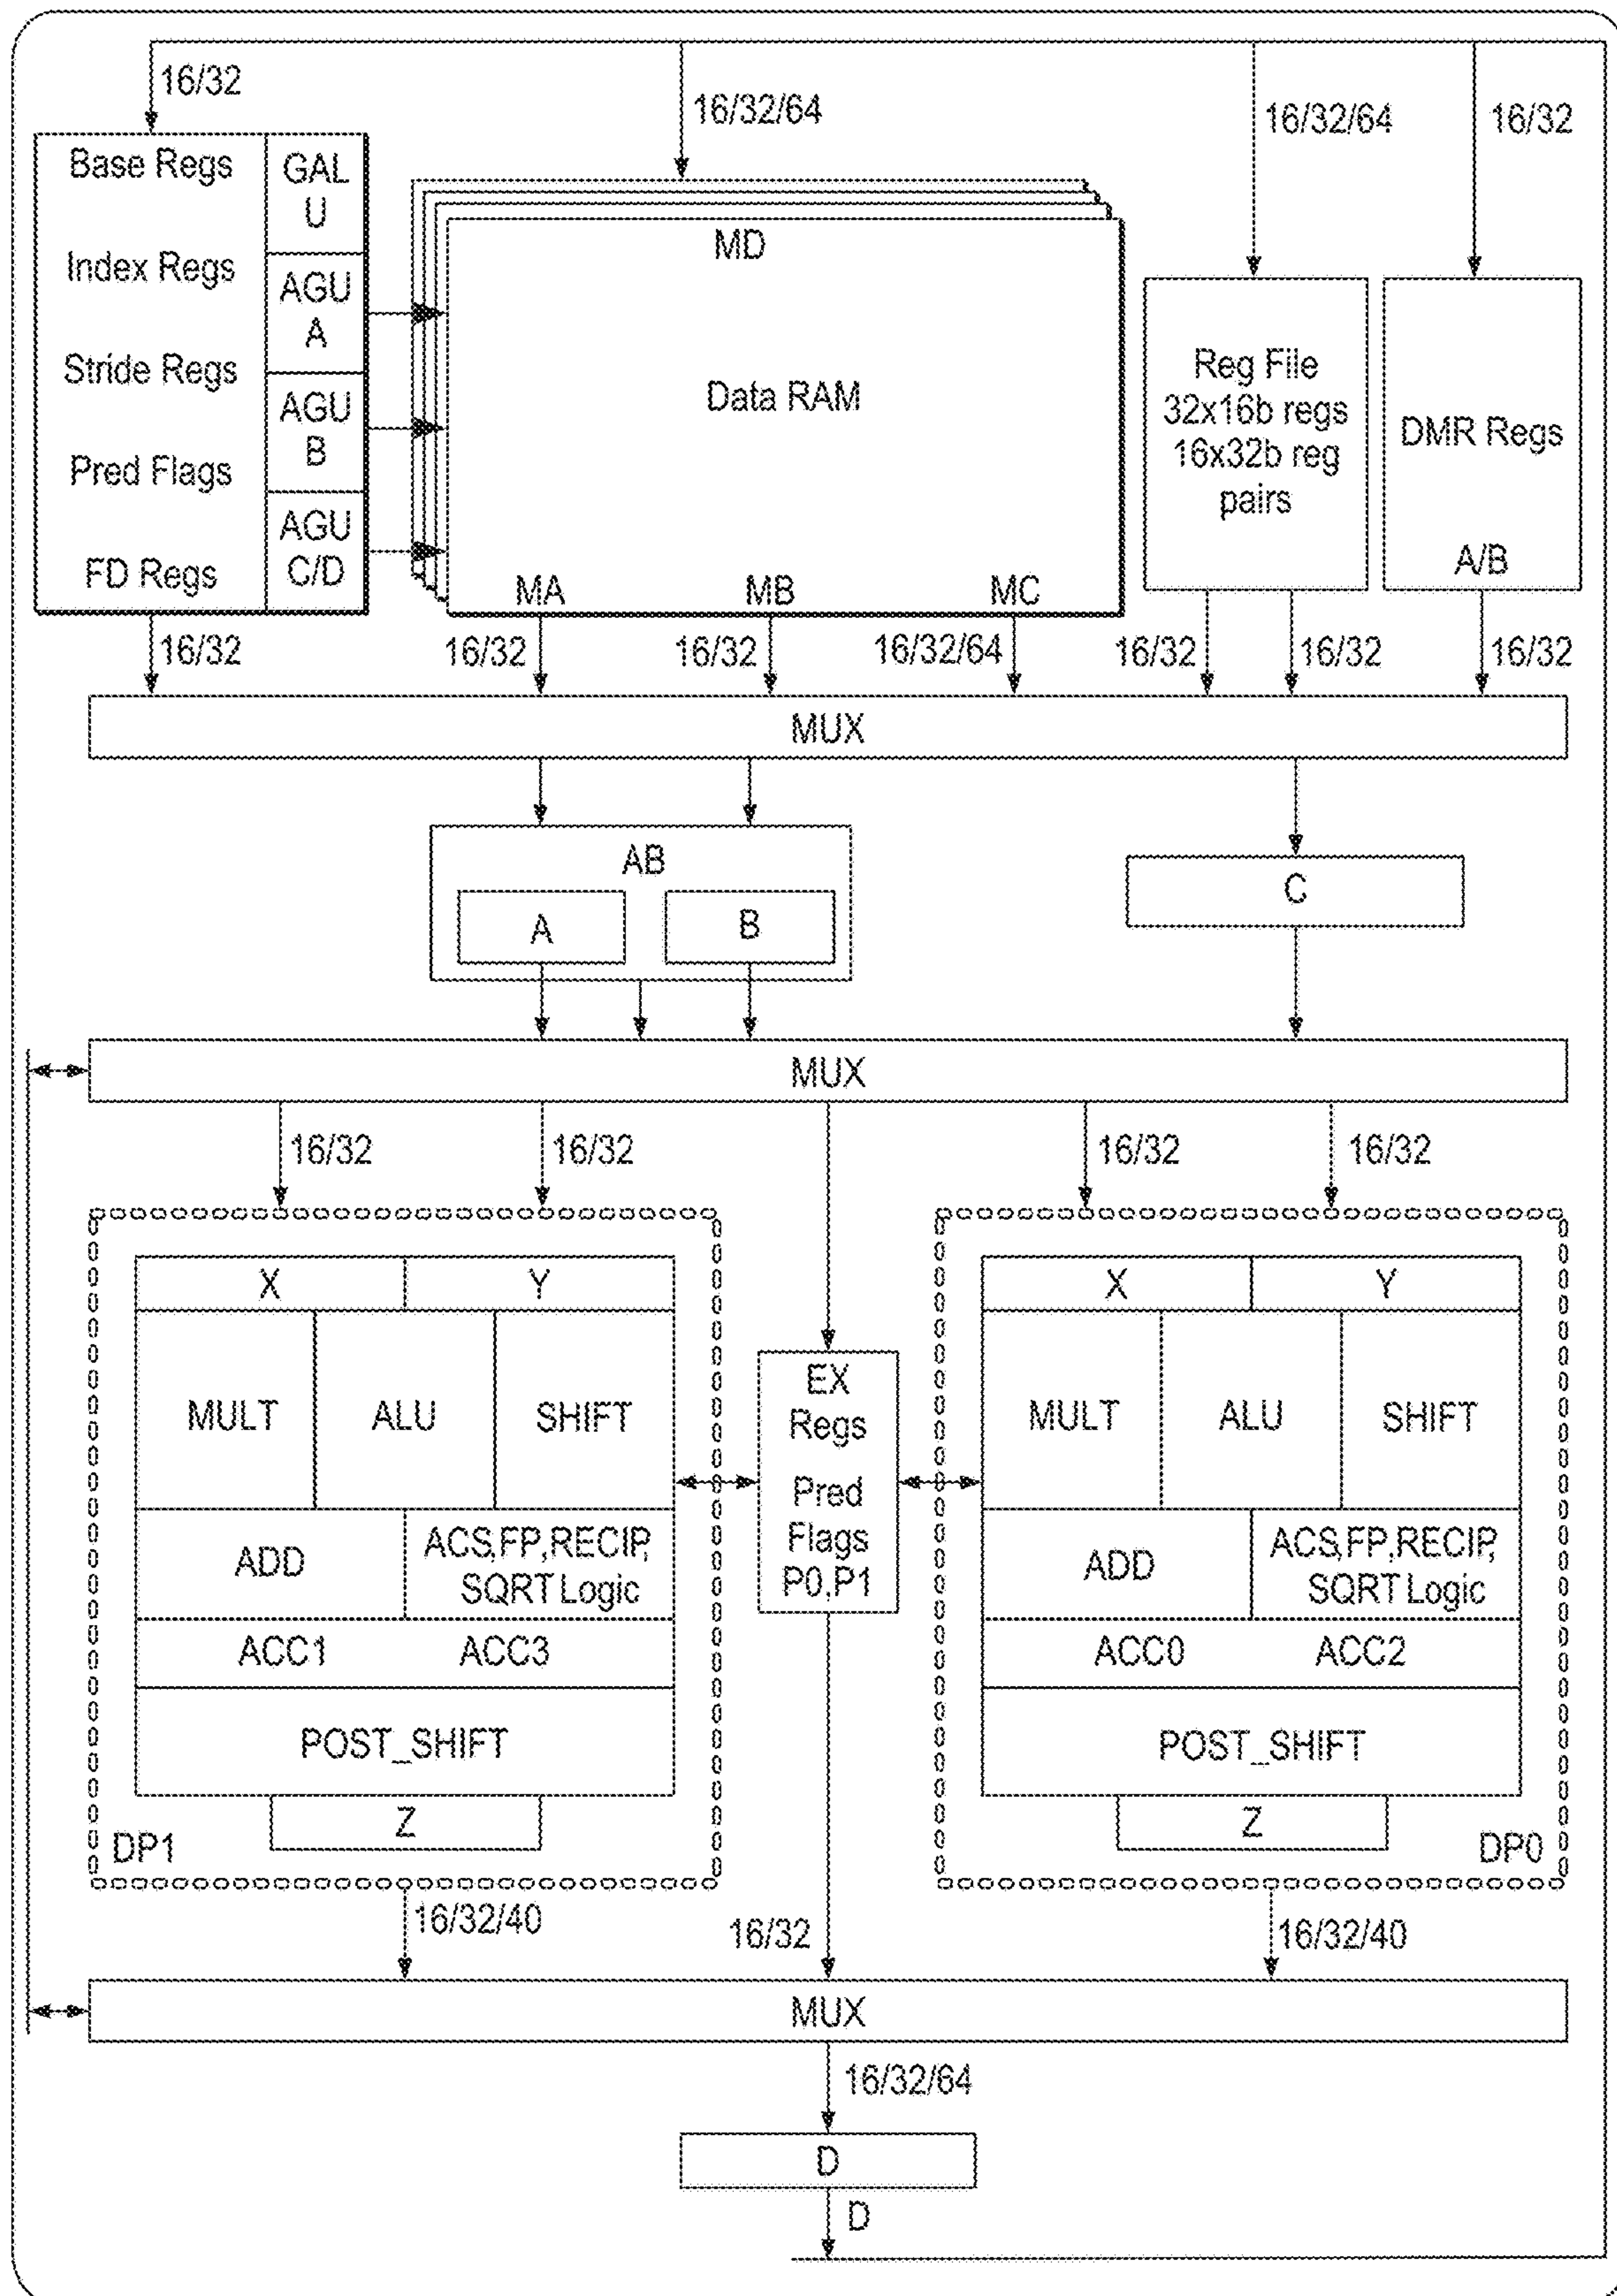 16/32
16/32/64
16/32/64
16/32
Base Regs
Index Regs
Stride Regs
Pred Flags
FD Regs
GAL
U
AGU
A
AGU
B
AGU
C/D
MD
Data RAM
MA
MB
MC
Reg File
32x16b regs
16x32b reg
pairs
DMR Regs
A/B
16/32
16/32
16/32
16/32/64
16/32
16/32
16/32
MUX
AB
A
B
C
MUX
16/32
16/32
16/32
16/32
X
Y
MULT
ALU
SHIFT
ADD
ACS,FP,RECIP,
SQRT Logic
ACC1
ACC3
POST_SHIFT
Z
DP1
EX
Regs
Pred
Flags
P0,P1
X
Y
MULT
ALU
SHIFT
ADD
ACS,FP,RECIP,
SQRT Logic
ACC0
ACC2
POST_SHIFT
Z
DP0
16/32/40
16/32
16/32/40
MUX
16/32/64
D
D